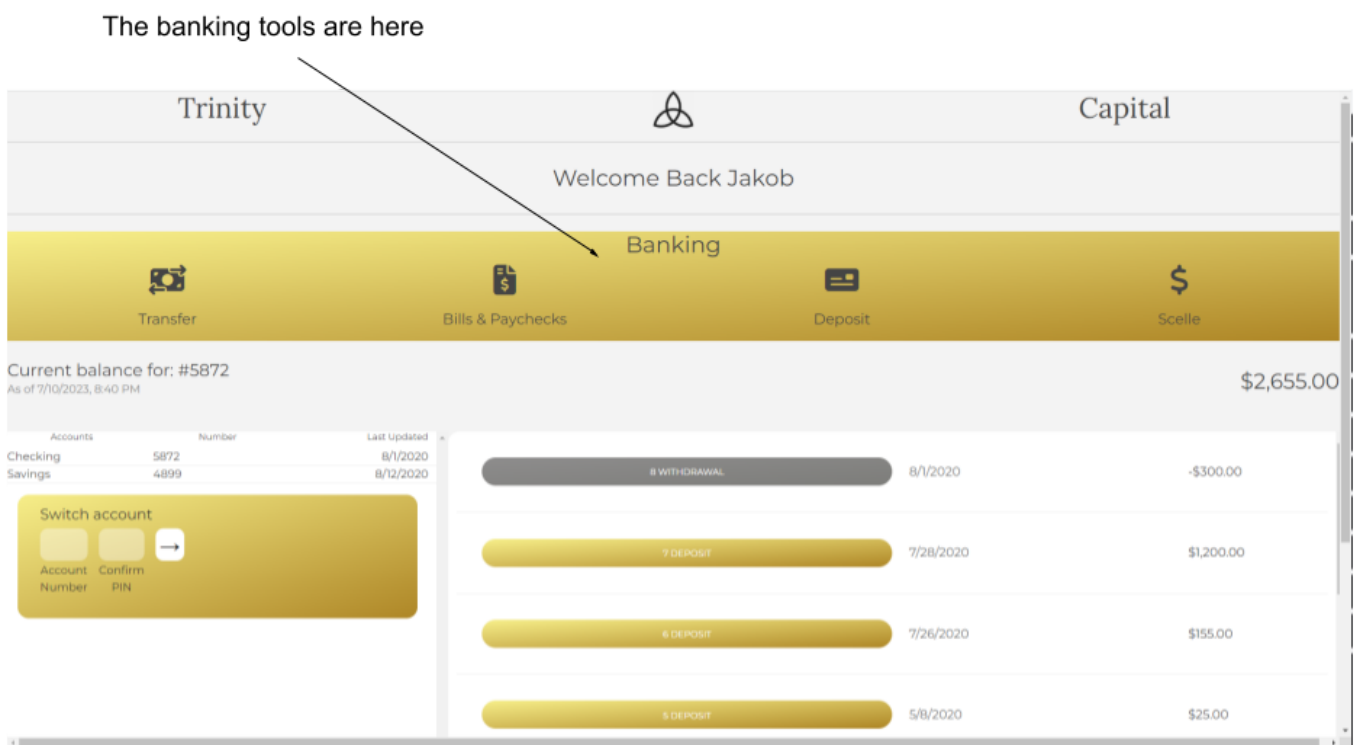 The banking tools are here
Trinity Capital
Welcome Back Jakob
Banking
Transfer Bills & Paychecks Deposit Scelle
Current balance for: #5872
As of 7/10/2023, 8:40 PM
$2,655.00
Accounts Number Last Updated
Checking 5872 8/1/2020
Savings 4899 8/12/2020
Switch account
→
Account Number
Confirm PIN
8 WITHDRAWAL 8/1/2020 -$300.00
7 DEPOSIT 7/28/2020 $1,200.00
6 DEPOSIT 7/26/2020 $155.00
5 DEPOSIT 5/8/2020 $25.00